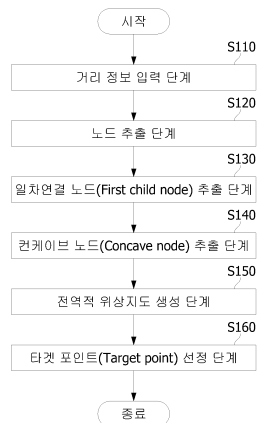 시작
S110
거리 정보 입력 단계
S120
노드 추출 단계
S130
일차연결 노드(First child node) 추출 단계
S140
컨케이브 노드(Concave node) 추출 단계
S150
전역적 위상지도 생성 단계
S160
타겟 포인트(Target point) 선정 단계
종료